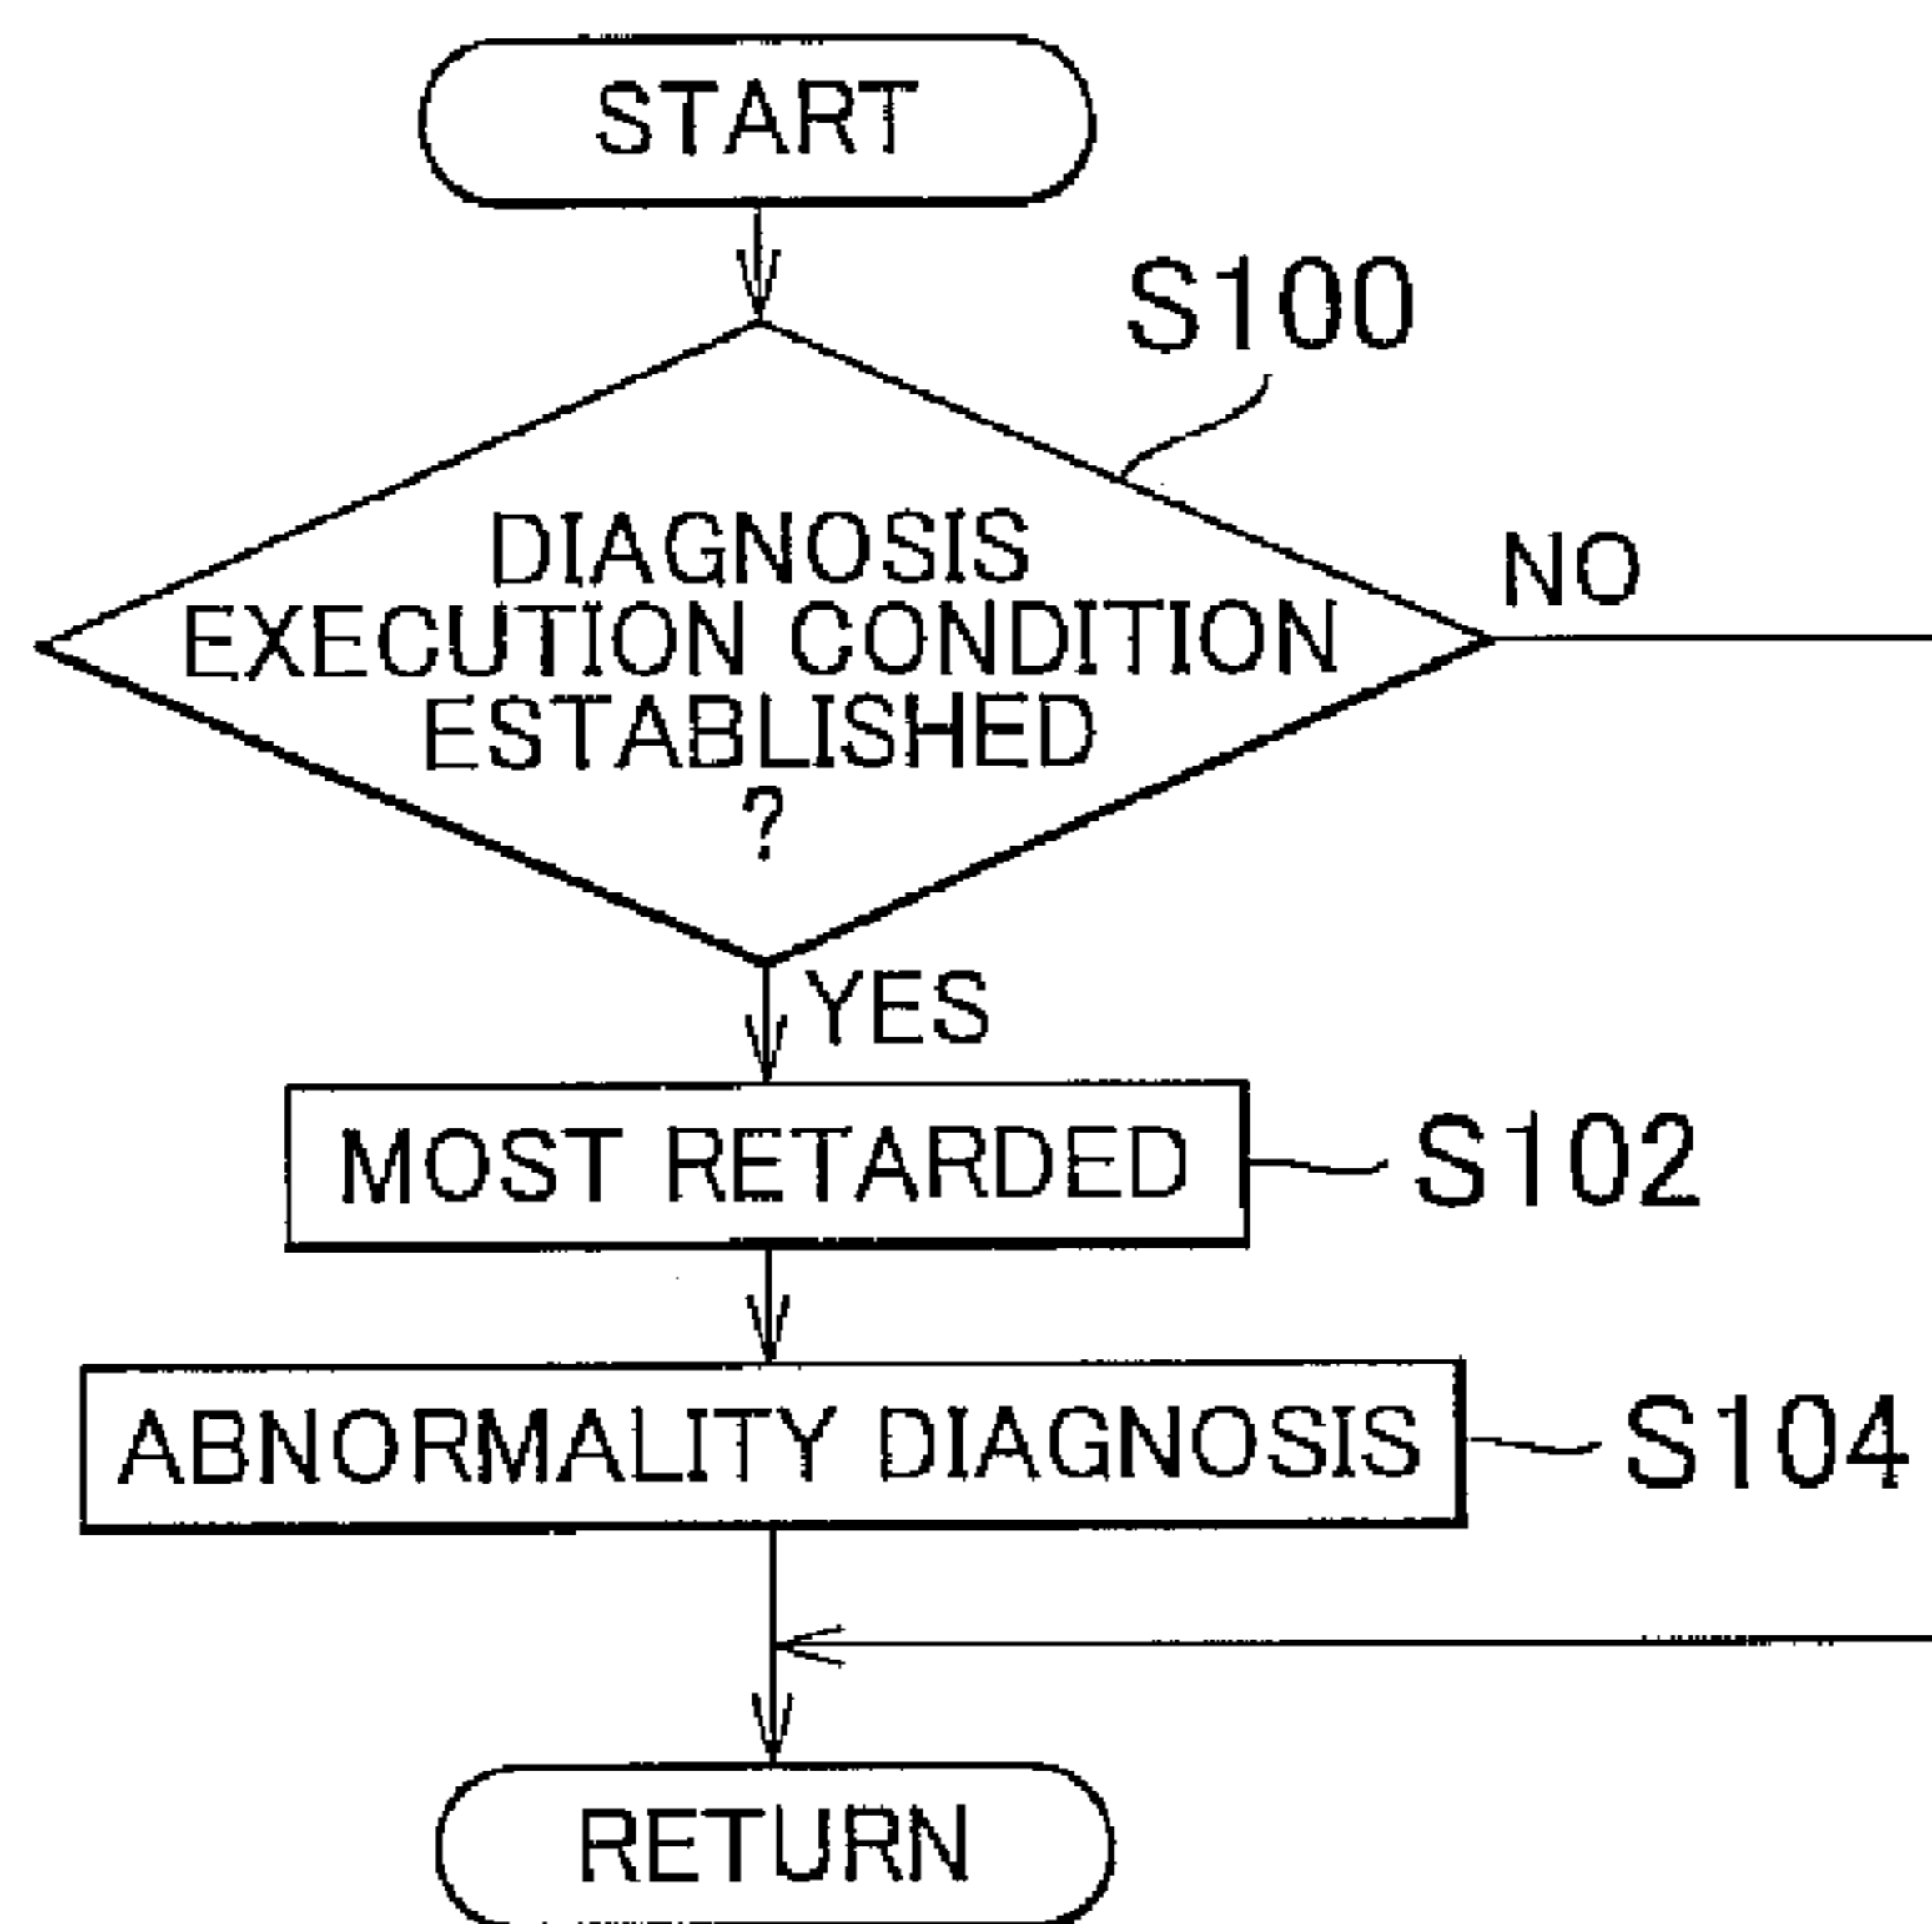 START
S100
DIAGNOSIS
EXECUTION CONDITION
ESTABLISHED
?
NO
YES
MOST RETARDED
S102
ABNORMALITY DIAGNOSIS
S104
RETURN